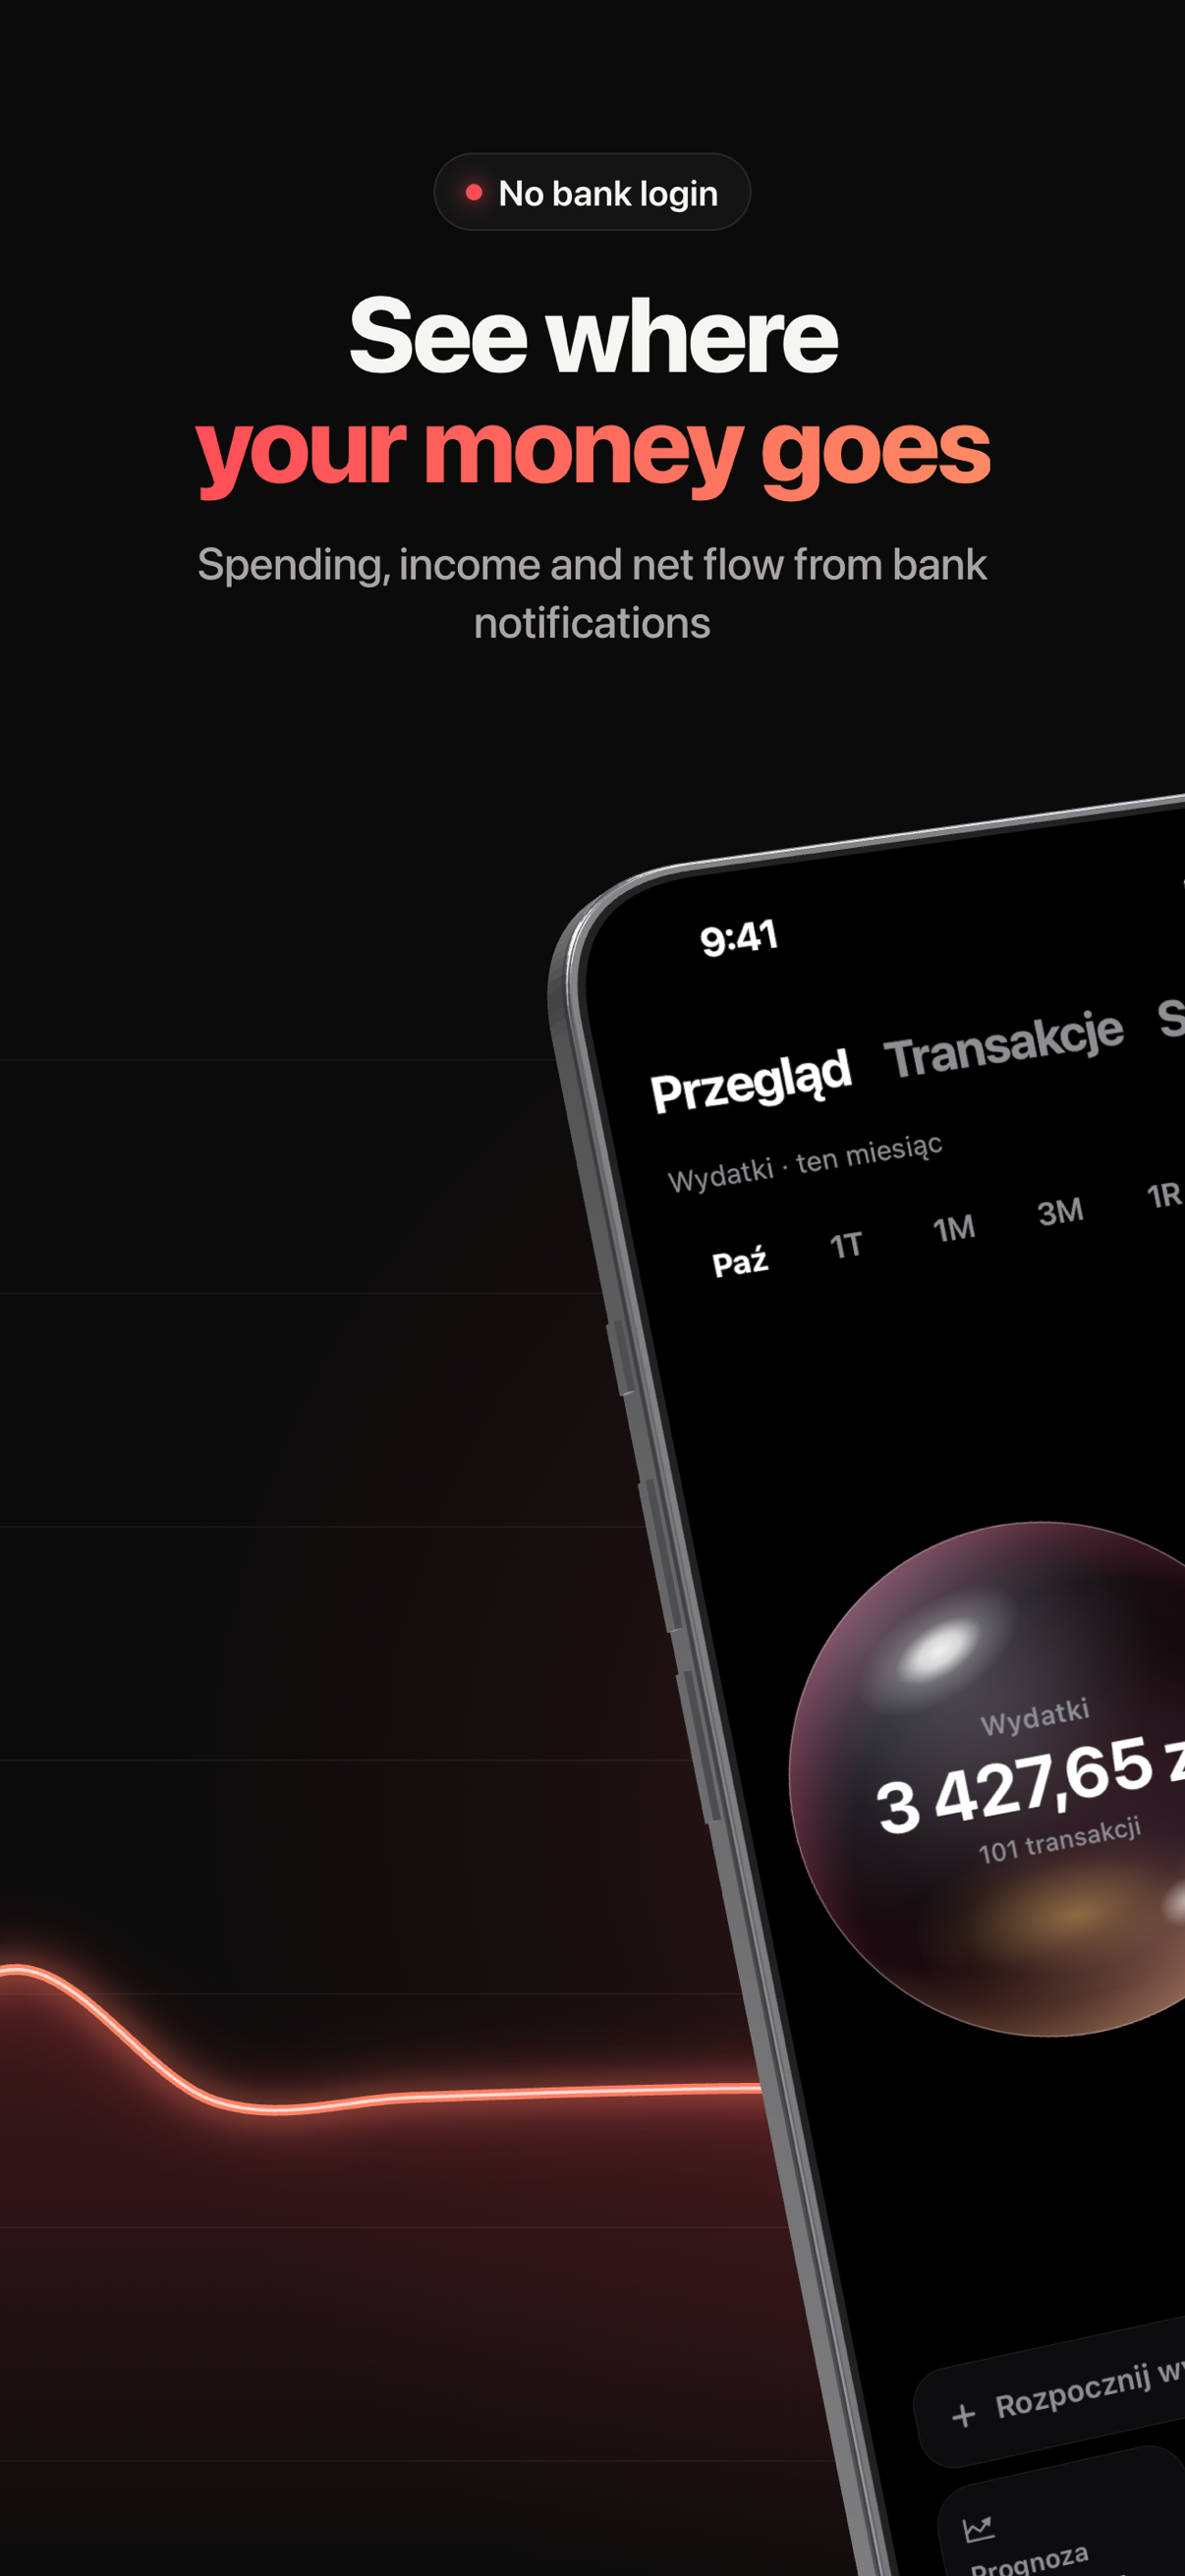 No bank login
See where
your money goes
Spending, income and net flow from bank
notifications
9:41
Przegląd Transakcje
Wydatki · ten miesiąc
Paź 1T 1M 3M 1R
Wydatki
3 427,65
101 transakcji
+ Rozpocznij
Prognoza